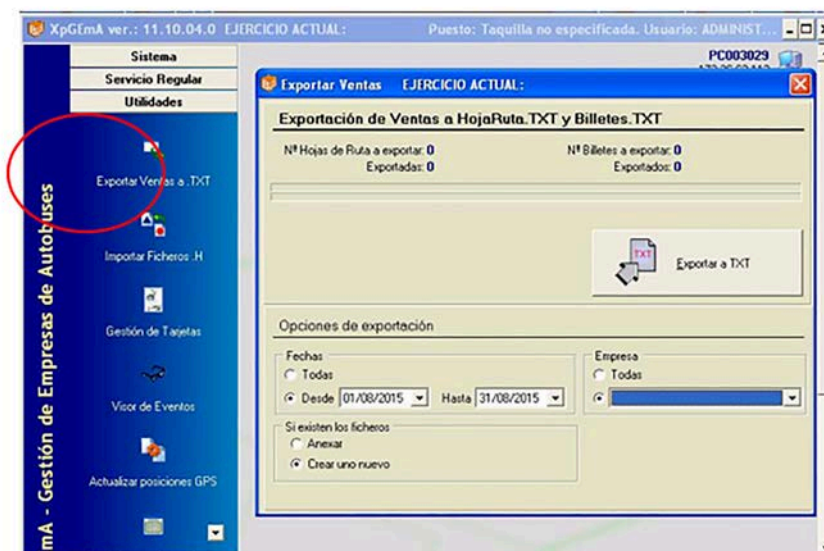 XpGEmA ver.: 11.10.04.0 EJERCICIO ACTUAL: Puesto: Taquilla no especificada. Usuario: ADMINIST...
Sistema
Servicio Regular
Utilidades
Exportar Ventas a .TXT
Importar Ficheros .H
Gestión de Tarjetas
Visor de Eventos
Actualizar posiciones GPS
mA - Gestión de Empresas de Autobuses
PC003029
Exportar Ventas EJERCICIO ACTUAL:
Exportación de Ventas a HojaRuta.TXT y Billetes.TXT
Nº Hojas de Ruta a exportar: 0 Nº Billetes a exportar: 0
Exportadas: 0 Exportados: 0
TXT
Exportar a TXT
Opciones de exportación
Fechas
Todas
Desde 01/08/2015 Hasta 31/08/2015
Empresa
Todas
Si existen los ficheros
Anexar
Crear uno nuevo